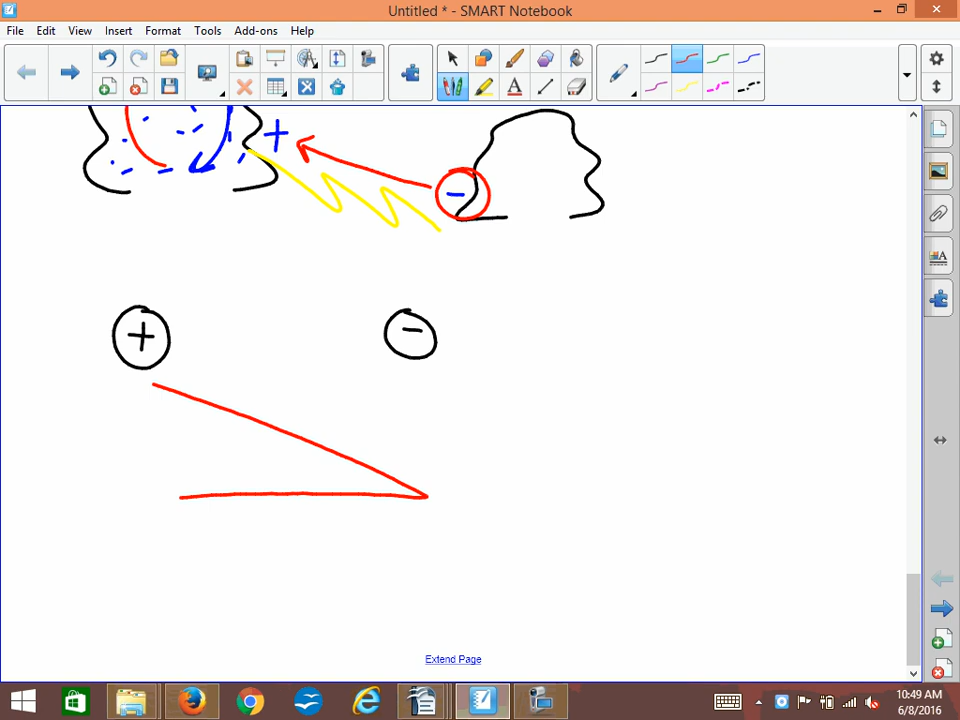 Untitled * - SMART Notebook
File Edit View Insert Format Tools Add-ons Help
+
-
+
-
Extend Page
10:49 AM
6/8/2016